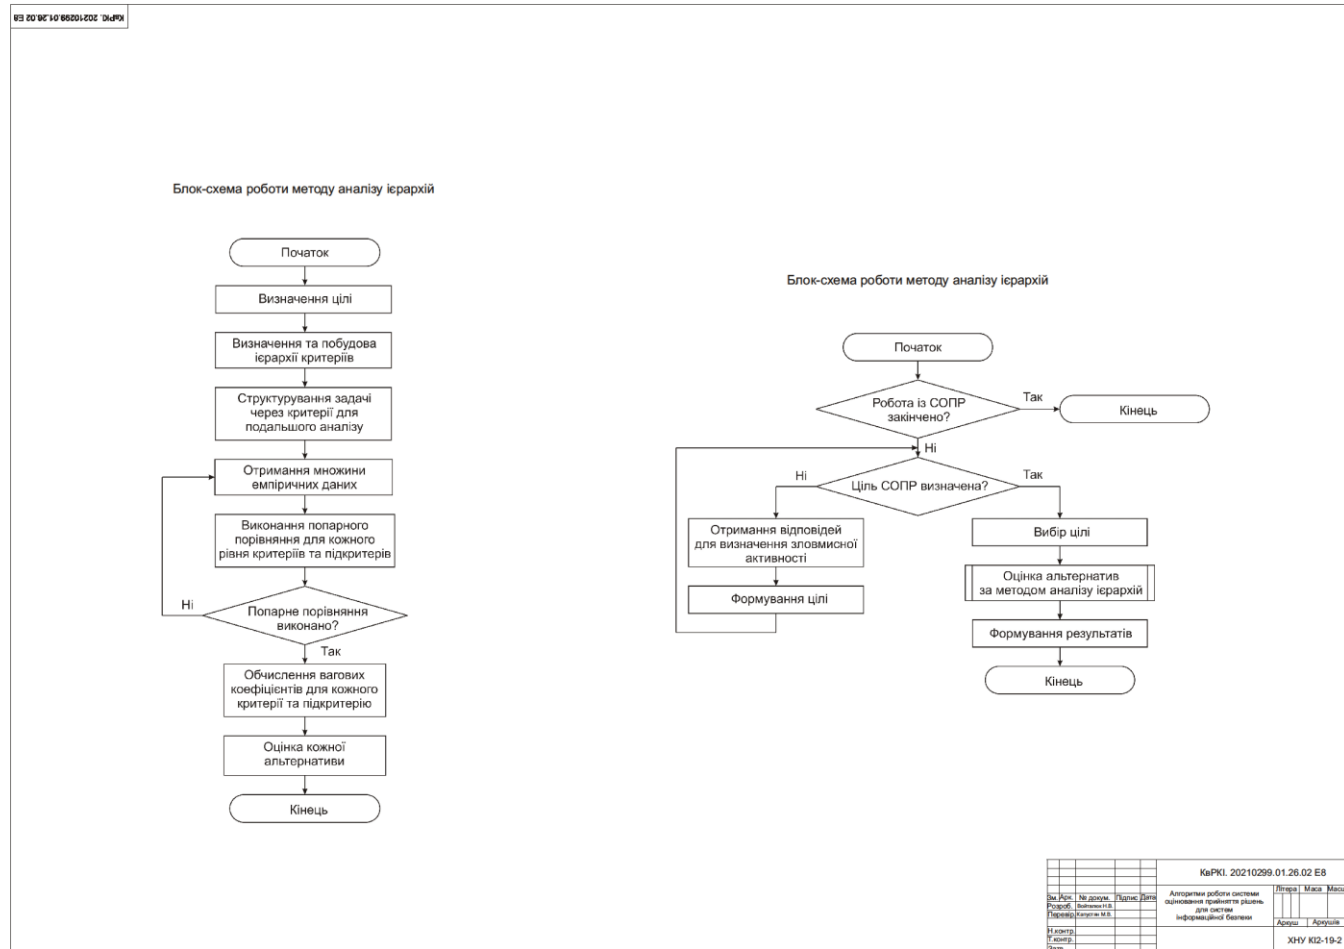 КвРКІ. 20210299.01.26.02 Е8
Блок-схема роботи методу аналізу ієрархій
Початок
Визначення цілі
Визначення та побудова
ієрархії критеріїв
Структурування задачі
через критерії для
подальшого аналізу
Отримання множини
емпіричних даних
Виконання попарного
порівняння для кожного
рівня критеріїв та підкритерів
Ні
Попарне порівняння
виконано?
Так
Обчислення вагових
коефіцієнтів для кожного
критерії та підкритерію
Оцінка кожної
альтернативи
Кінець
Блок-схема роботи методу аналізу ієрархій
Початок
Робота із СОПР
закінчено?
Так
Кінець
Ні
Ні
Ціль СОПР визначена?
Так
Отримання відповідей
для визначення зловмисної
активності
Формування цілі
Вибір цілі
Оцінка альтернатив
за методом аналізу ієрархій
Формування результатів
Кінець
КвРКІ. 20210299.01.26.02 Е8
Зм. Арк. № докум. Підпис Дата
Розроб.
Перевір. Капустян М.В.
Н.контр.
Т.контр.
Алгоритми роботи системи
оцінювання прийняття рішень
для систем
інформаційної безпеки
Літера Маса
Аркуш Аркушів
ХНУ КІ2-19-2